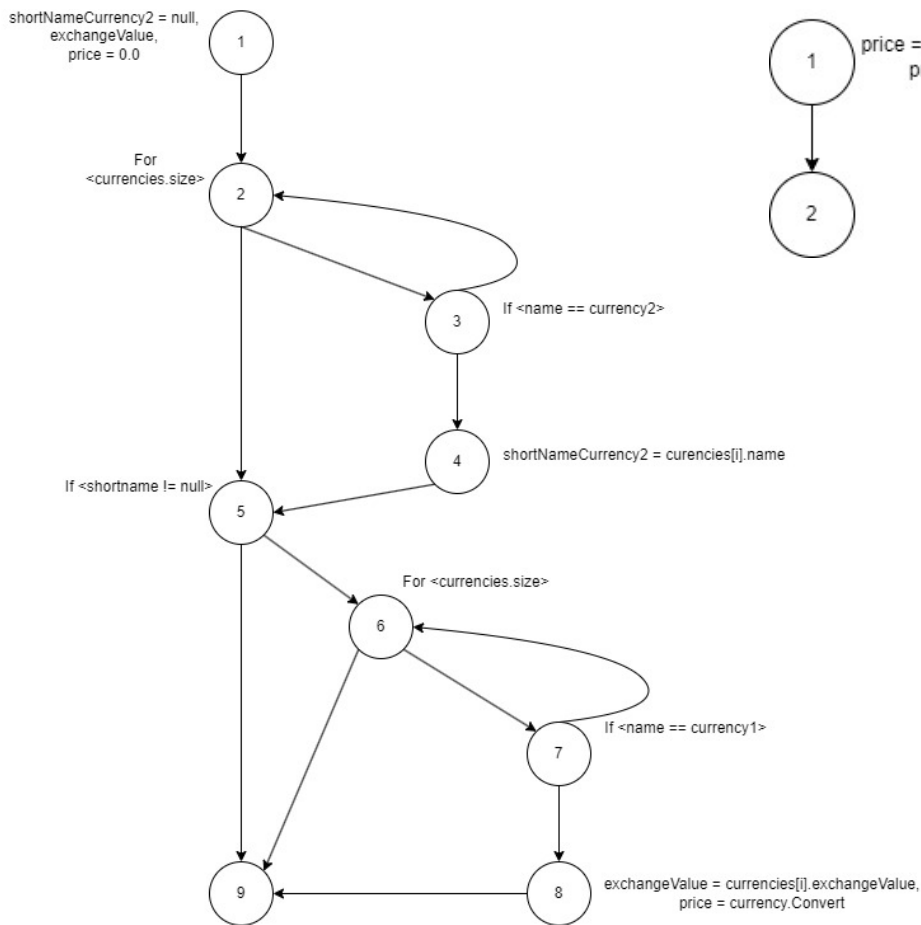 shortNameCurrency2 = null,
exchangeValue,
price = 0.0
1
For
<currencies.size>
2
If <name == currency2>
3
4
shortNameCurrency2 = curencies[i].name
If <shortname != null>
5
For <currencies.size>
6
If <name == currency1>
7
9
8
exchangeValue = currencies[i].exchangeValue,
price = currency.Convert
1
price =
p
2